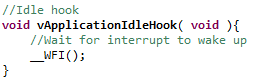 //Idle hook
void vApplicationIdleHook( void ){
    //Wait for interrupt to wake up
    __WFI();
}